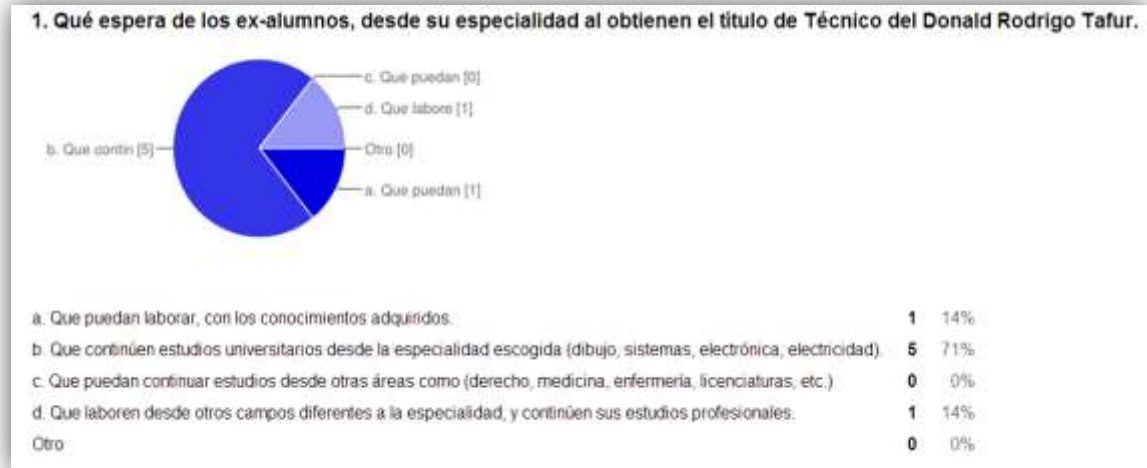 1. Qué espera de los ex-alumnos, desde su especialidad al obtienen el título de Técnico del Donald Rodrigo Tafur.
c. Que puedan [0]
d. Que labore [1]
b. Que contin [5]
Otro [0]
a. Que puedan [1]
a. Que puedan laborar, con los conocimientos adquiridos. 1 14%
b. Que continúen estudios universitarios desde la especialidad escogida (dibujo, sistemas, electrónica, electricidad). 5 71%
c. Que puedan continuar estudios desde otras áreas como (derecho, medicina, enfermería, licenciaturas, etc.) 0 0%
d. Que laboren desde otros campos diferentes a la especialidad, y continúen sus estudios profesionales. 1 14%
Otro 0 0%